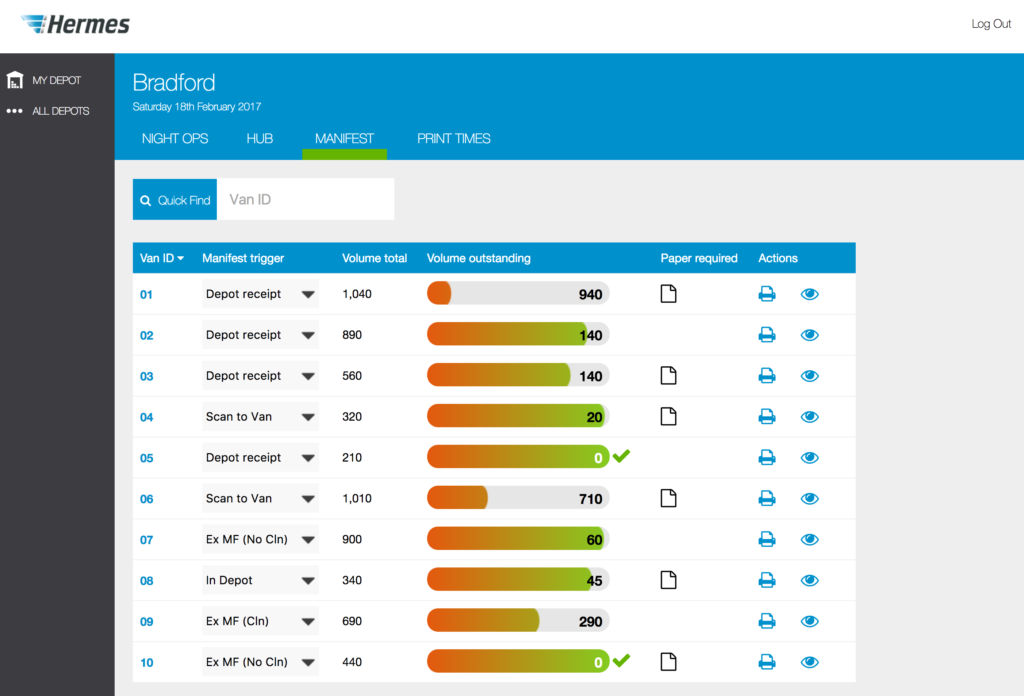 Hermes
Log Out
MY DEPOT
ALL DEPOTS
Bradford
Saturday 18th February 2017
NIGHT OPS HUB MANIFEST PRINT TIMES
Quick Find Van ID
Van ID Manifest trigger Volume total Volume outstanding Paper required Actions
01 Depot receipt 1,040 940
02 Depot receipt 890 140
03 Depot receipt 560 140
04 Scan to Van 320 20
05 Depot receipt 210 0
06 Scan to Van 1,010 710
07 Ex MF (No Cln) 900 60
08 In Depot 340 45
09 Ex MF (Cln) 690 290
10 Ex MF (No Cln) 440 0